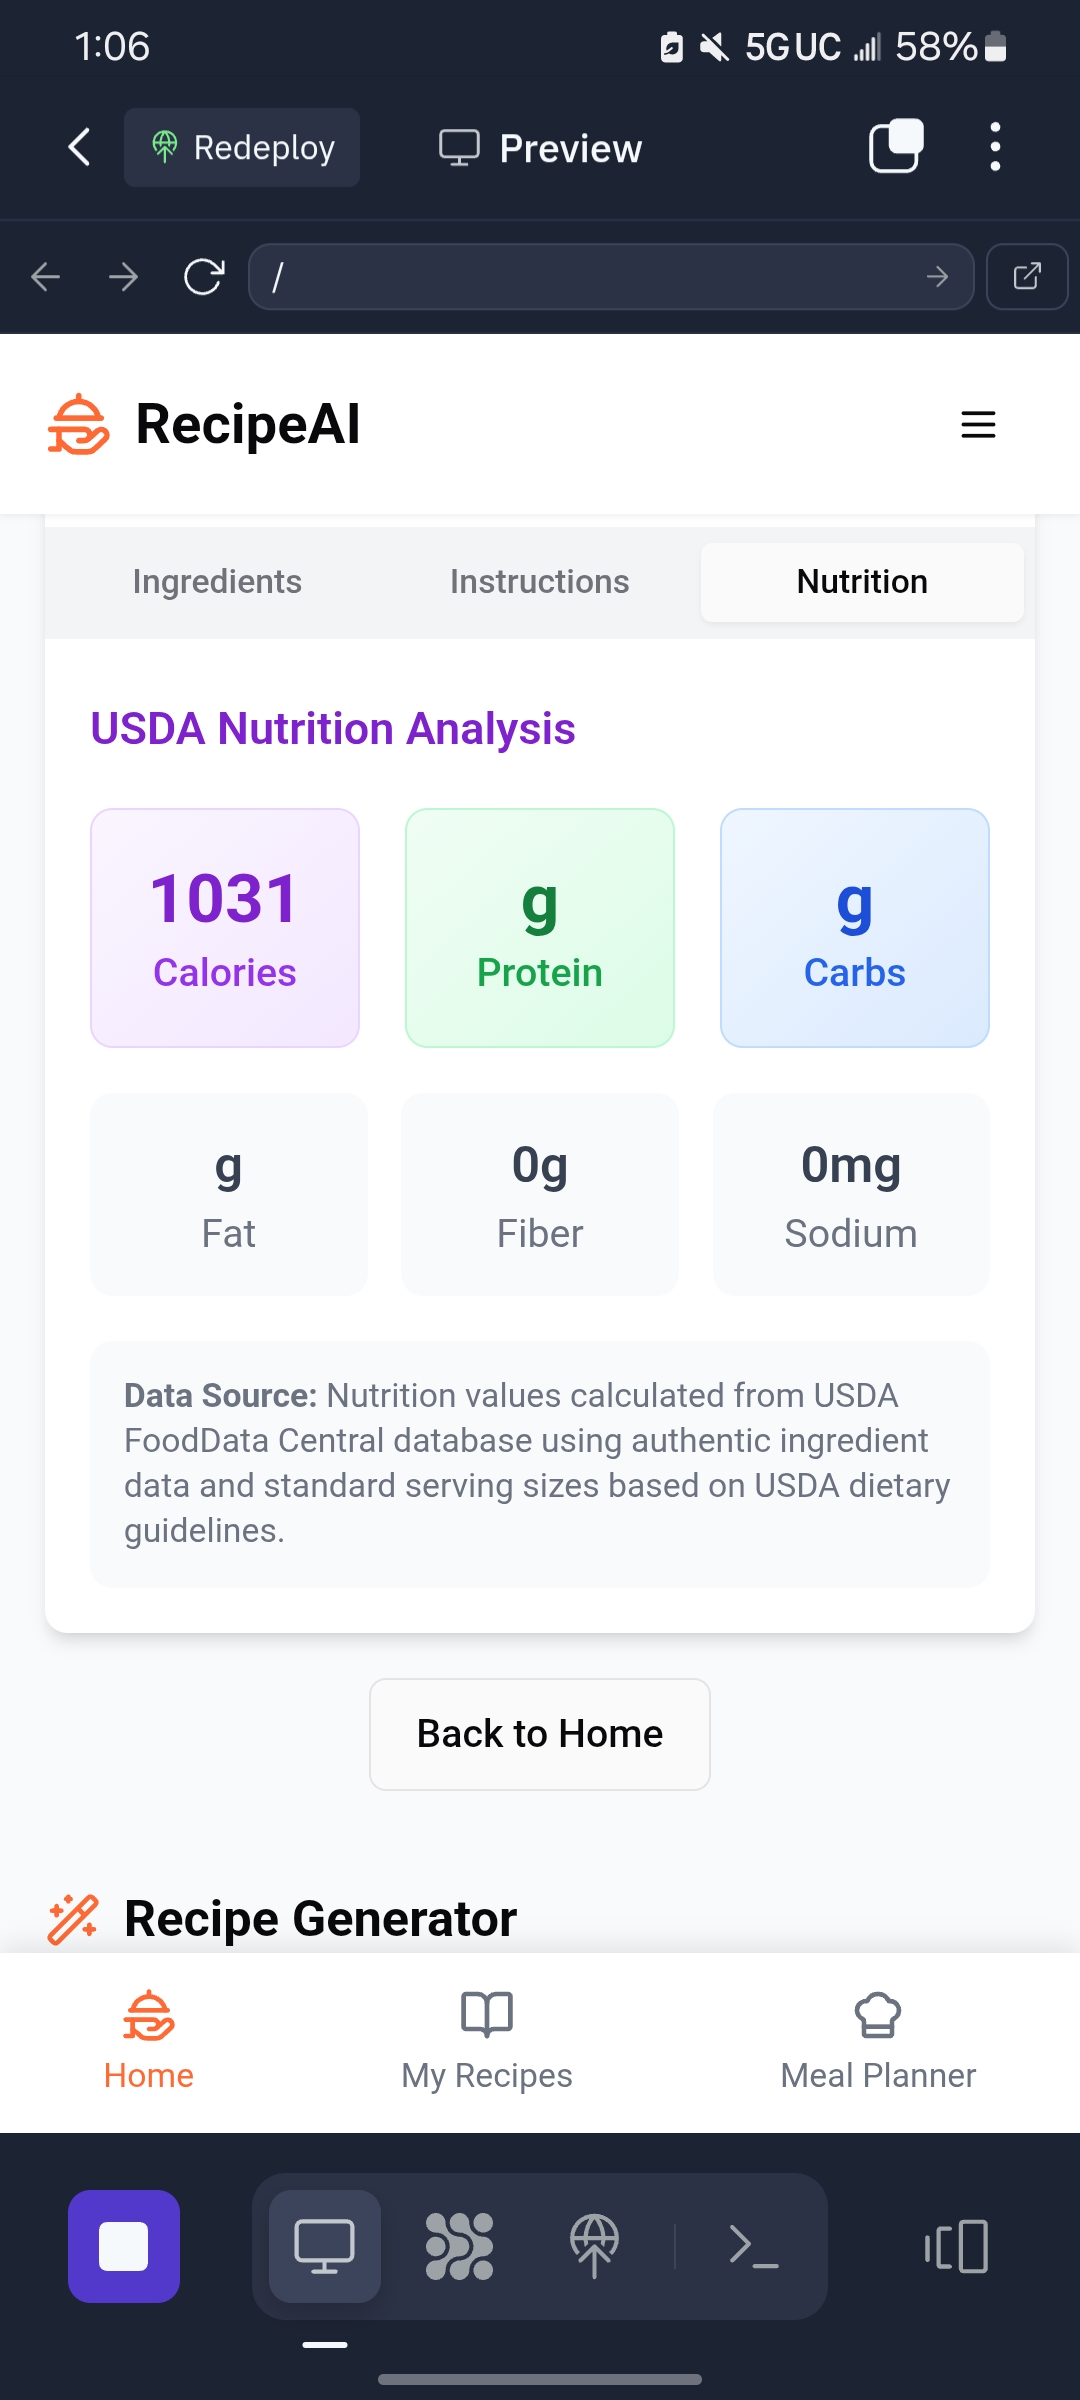 1:06
5G UC
58%
Redeploy
Preview
/
RecipeAI
Ingredients
Instructions
Nutrition
USDA Nutrition Analysis
1031
Calories
g
Protein
g
Carbs
g
Fat
0g
Fiber
0mg
Sodium
Data Source: Nutrition values calculated from USDA
FoodData Central database using authentic ingredient
data and standard serving sizes based on USDA dietary
guidelines.
Back to Home
Recipe Generator
Home
My Recipes
Meal Planner